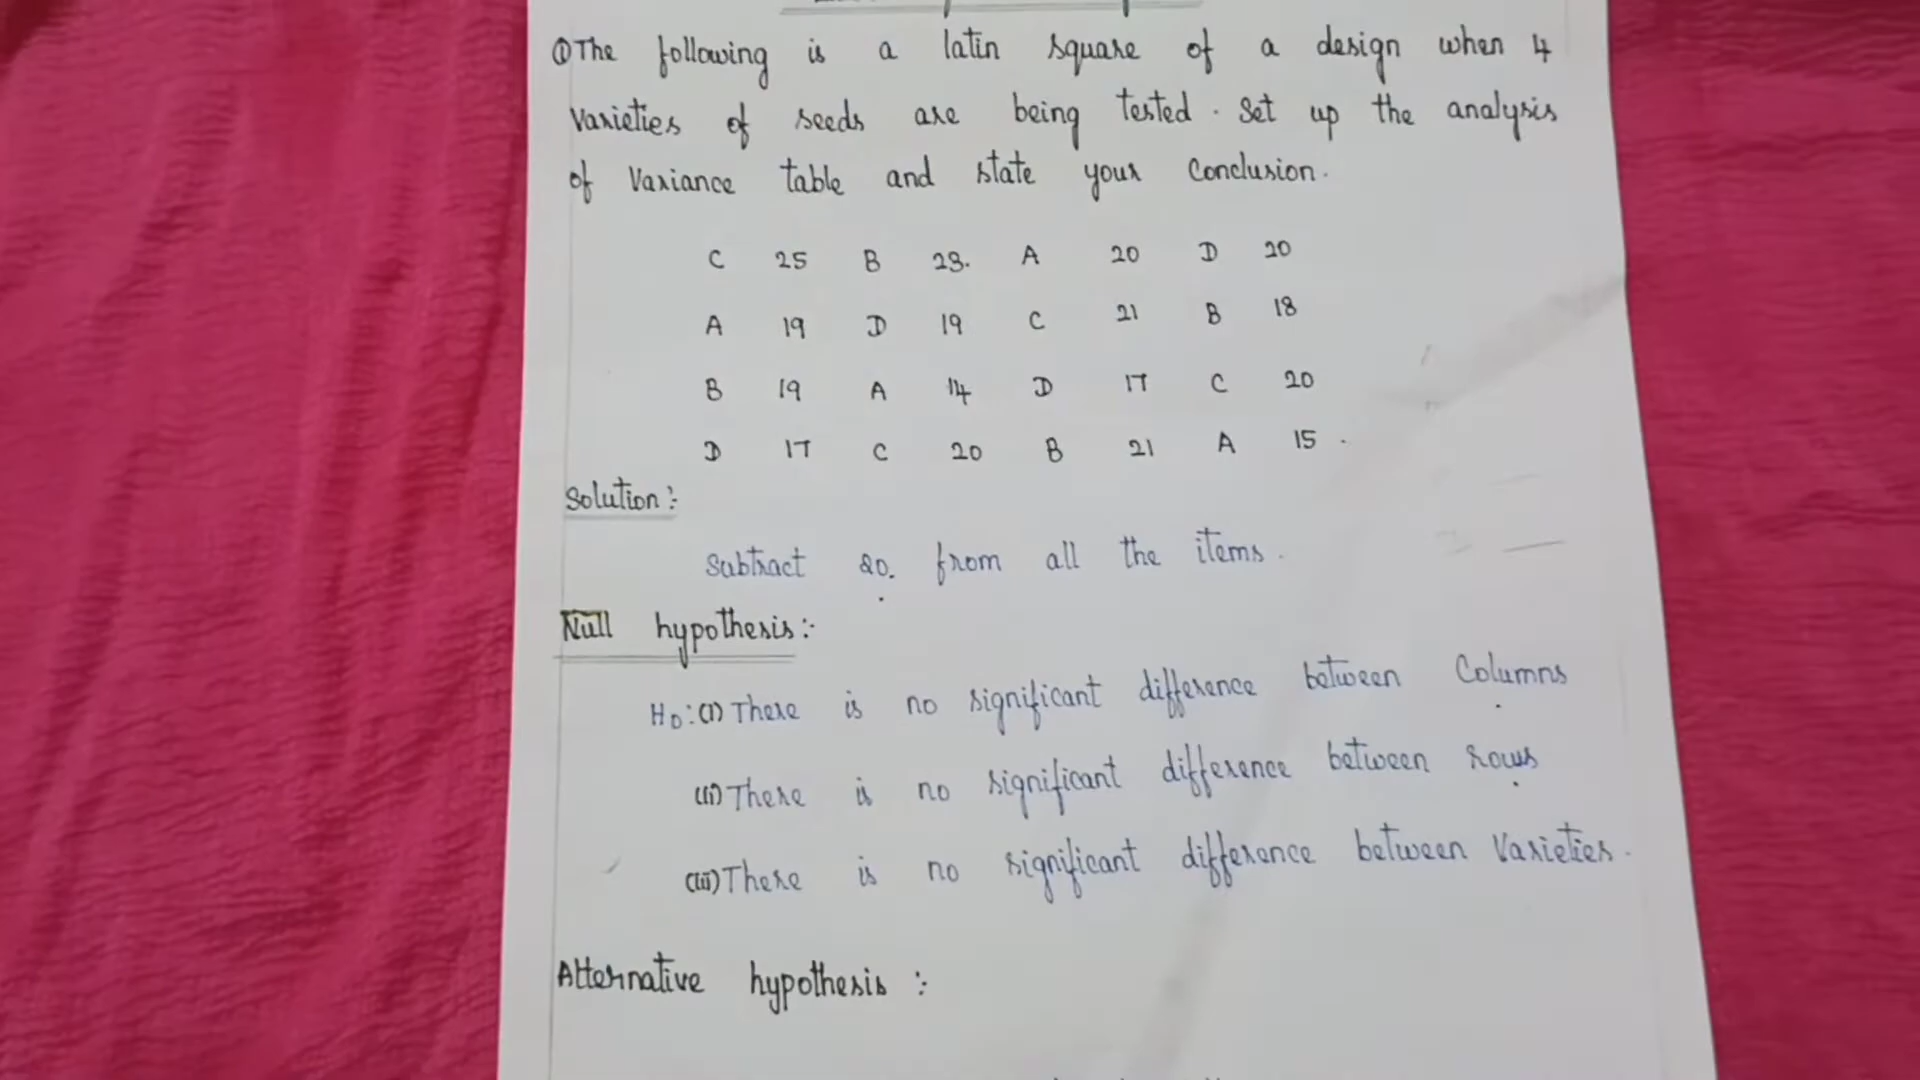 ①The following is a latin square of a design when 4
varieties of seeds are being tested. Set up the analysis
of Variance table and state your Conclusion.
C 25 B 23. A 20 D 20
A 19 D 19 C 21 B 18
B 19 A 14 D 17 C 20
D 17 C 20 B 21 A 15.
Solution:-
Subtract 20. from all the items.
Null hypothesis:-
H0:(i) There is no significant difference between Columns
(ii) There is no significant difference between rows
(iii) There is no significant difference between Varieties.
Alternative hypothesis: